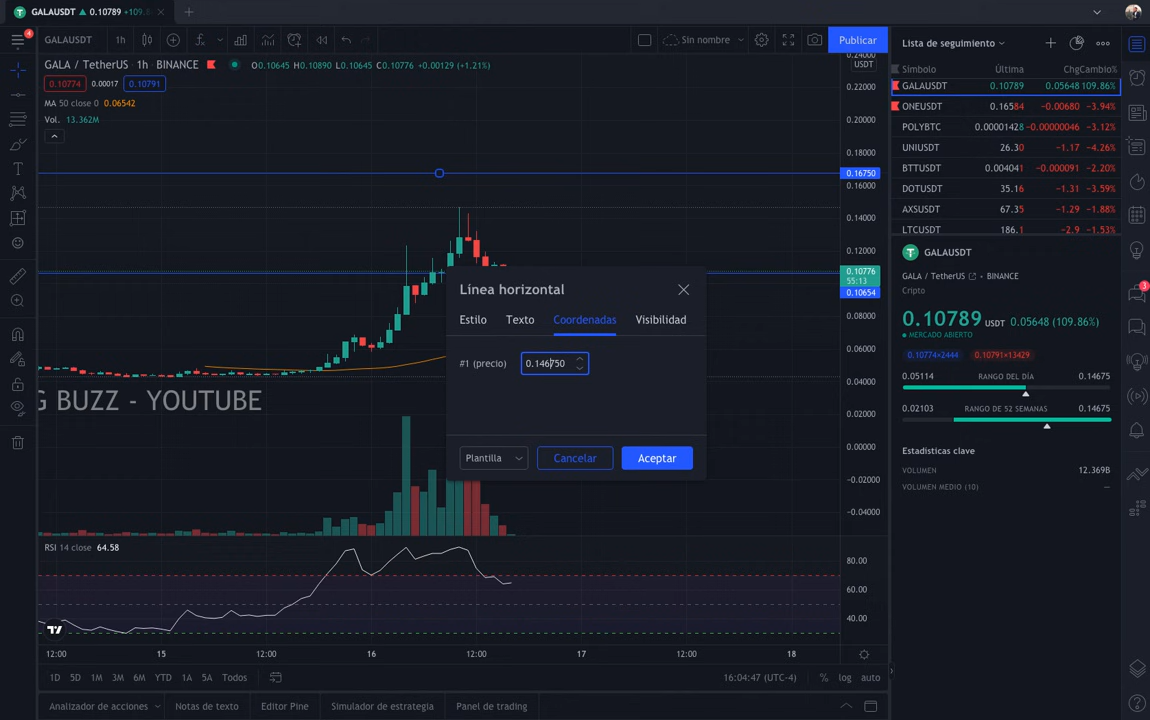 GALAUSDT ▲ 0.10789 +109.8
4
GALAUSDT
1h
Sin nombre
Publicar
GALA / TetherUS 1h · BINANCE
O0.10645 H0.10890 L0.10645 C0.10776 +0.00129 (+1.21%)
0.10774 0.00017 0.10791
MA 50 close 0 0.06542
Vol. 13.362M
G BUZZ - YOUTUBE
0.24000
USDT
0.22000
0.20000
0.18000
0.16750
0.16000
0.14000
0.12000
0.10776
55:13
0.10654
0.08000
0.06000
0.04000
0.02000
0.00000
−0.02000
−0.04000
Línea horizontal
Estilo Texto Coordenadas Visibilidad
#1 (precio) 0.146750
Plantilla
Cancelar
Aceptar
RSI 14 close 64.58
80.00
60.00
40.00
12:00 15 12:00 16 12:00 17 12:00 18
1D 5D 1M 3M 6M YTD 1A 5A Todos
16:04:47 (UTC-4) % log auto
Analizador de acciones
Notas de texto
Editor Pine
Simulador de estrategia
Panel de trading
Lista de seguimiento
Símbolo Última Chg Cambio%
GALAUSDT 0.10789 0.05648 109.86%
ONEUSDT 0.16584 −0.00680 −3.94%
POLYBTC 0.00001428 −0.00000046 −3.12%
UNIUSDT 26.30 −1.17 −4.26%
BTTUSDT 0.004041 −0.000091 −2.20%
DOTUSDT 35.16 −1.31 −3.59%
AXSUSDT 67.35 −1.29 −1.88%
LTCUSDT 186.1 −2.9 −1.53%
GALAUSDT
GALA / TetherUS · BINANCE
Cripto
0.10789 USDT 0.05648 (109.86%)
MERCADO ABIERTO
0.10774×2444 0.10791×13429
0.05114 RANGO DEL DÍA 0.14675
0.02103 RANGO DE 52 SEMANAS 0.14675
Estadísticas clave
VOLUMEN 12.369B
VOLUMEN MEDIO (10) —
3